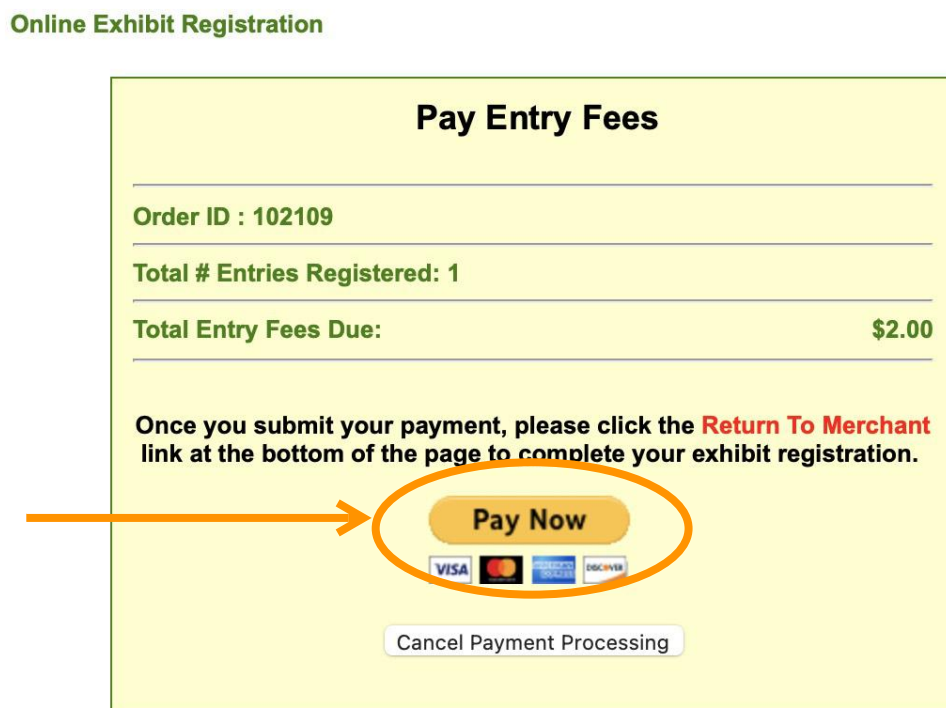 Online Exhibit Registration
Pay Entry Fees
Order ID : 102109
Total # Entries Registered: 1
Total Entry Fees Due: $2.00
Once you submit your payment, please click the Return To Merchant
link at the bottom of the page to complete your exhibit registration.
Pay Now
VISA AMERICAN EXPRESS DISCOVER
Cancel Payment Processing